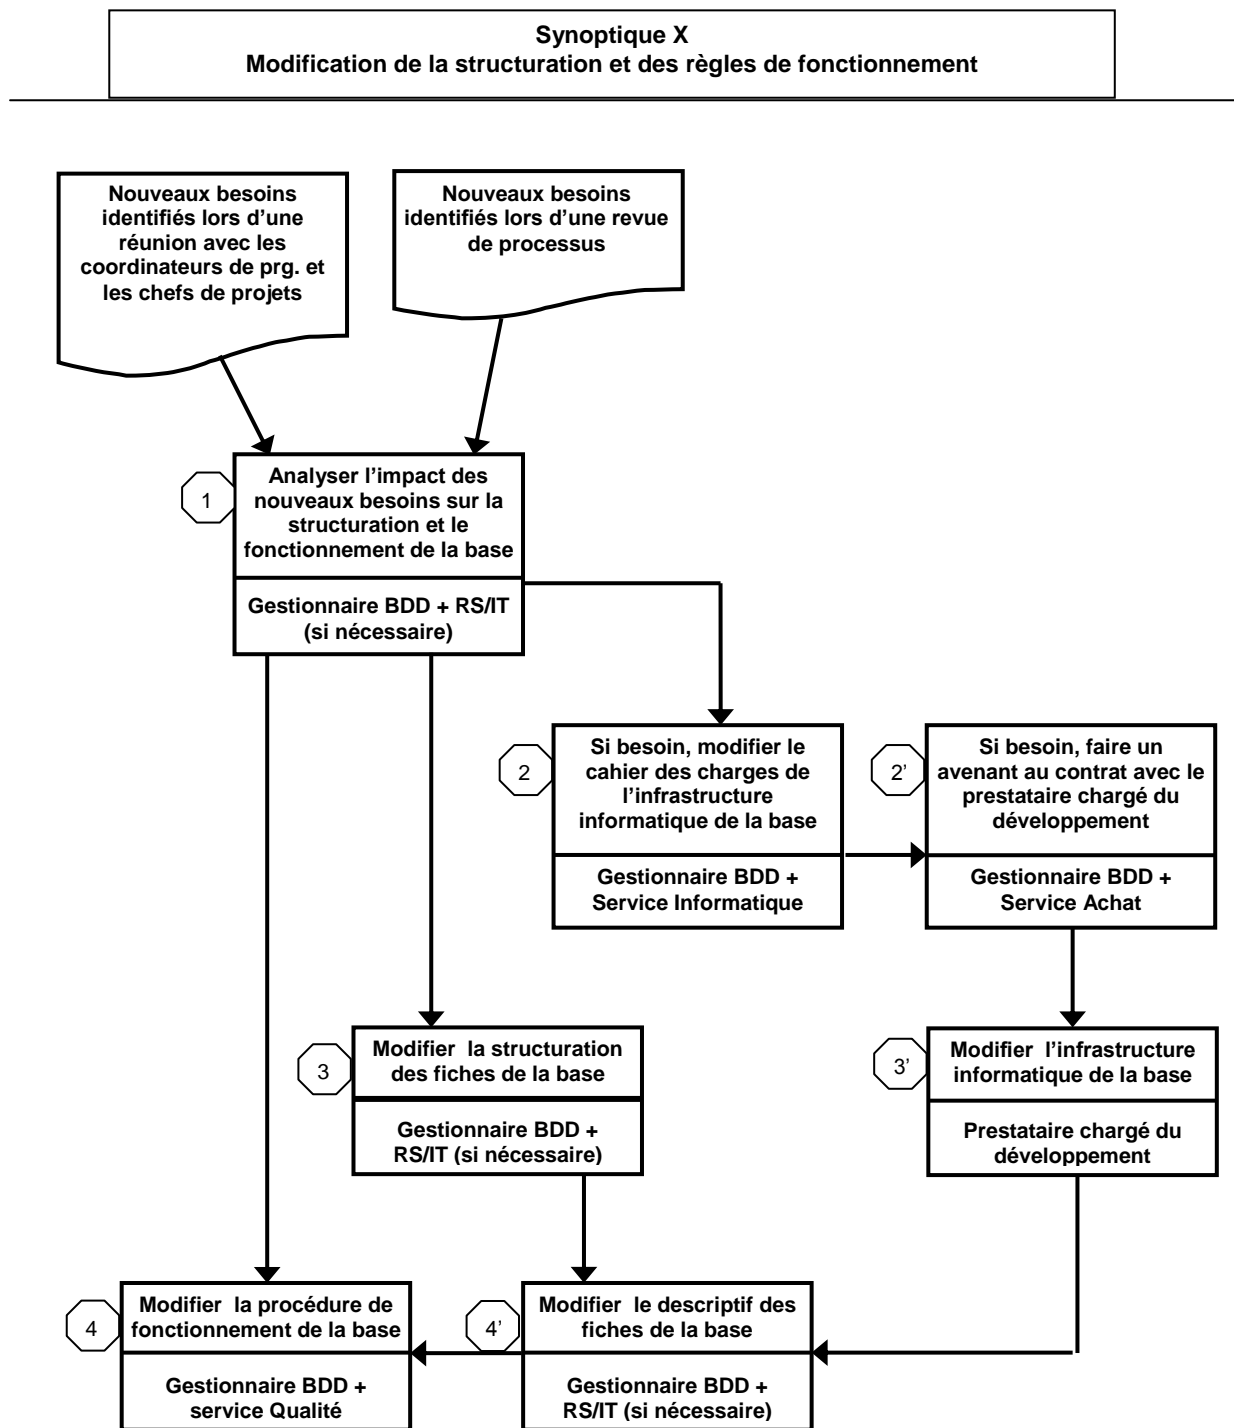 Synoptique X
Modification de la structuration et des règles de fonctionnement
Nouveaux besoins
identifiés lors d’une
réunion avec les
coordinateurs de prg. et
les chefs de projets
Nouveaux besoins
identifiés lors d’une revue
de processus
1
Analyser l’impact des
nouveaux besoins sur la
structuration et le
fonctionnement de la base
Gestionnaire BDD + RS/IT
(si nécessaire)
2
Si besoin, modifier le
cahier des charges de
l’infrastructure
informatique de la base
Gestionnaire BDD +
Service Informatique
2’
Si besoin, faire un
avenant au contrat avec le
prestataire chargé du
développement
Gestionnaire BDD +
Service Achat
3
Modifier la structuration
des fiches de la base
Gestionnaire BDD +
RS/IT (si nécessaire)
3’
Modifier l’infrastructure
informatique de la base
Prestataire chargé du
développement
4
Modifier la procédure de
fonctionnement de la base
Gestionnaire BDD +
service Qualité
4’
Modifier le descriptif des
fiches de la base
Gestionnaire BDD +
RS/IT (si nécessaire)